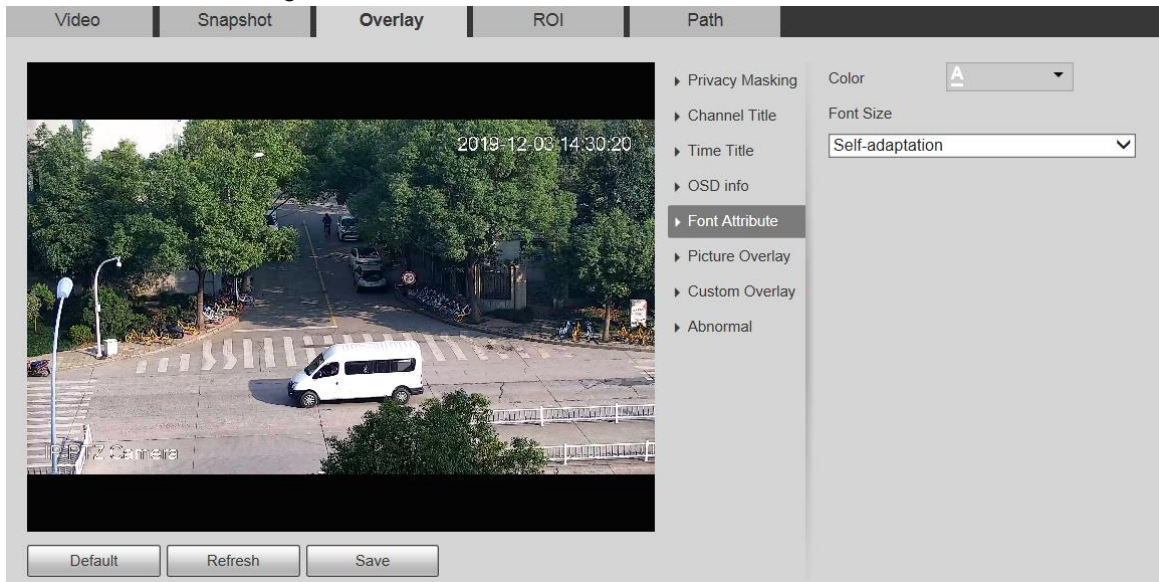 Video Snapshot Overlay ROI Path
2019-12-03 14:30:20
IP PTZ Camera
Privacy Masking
Channel Title
Time Title
OSD info
Font Attribute
Picture Overlay
Custom Overlay
Abnormal
Color A
Font Size
Self-adaptation
Default Refresh Save